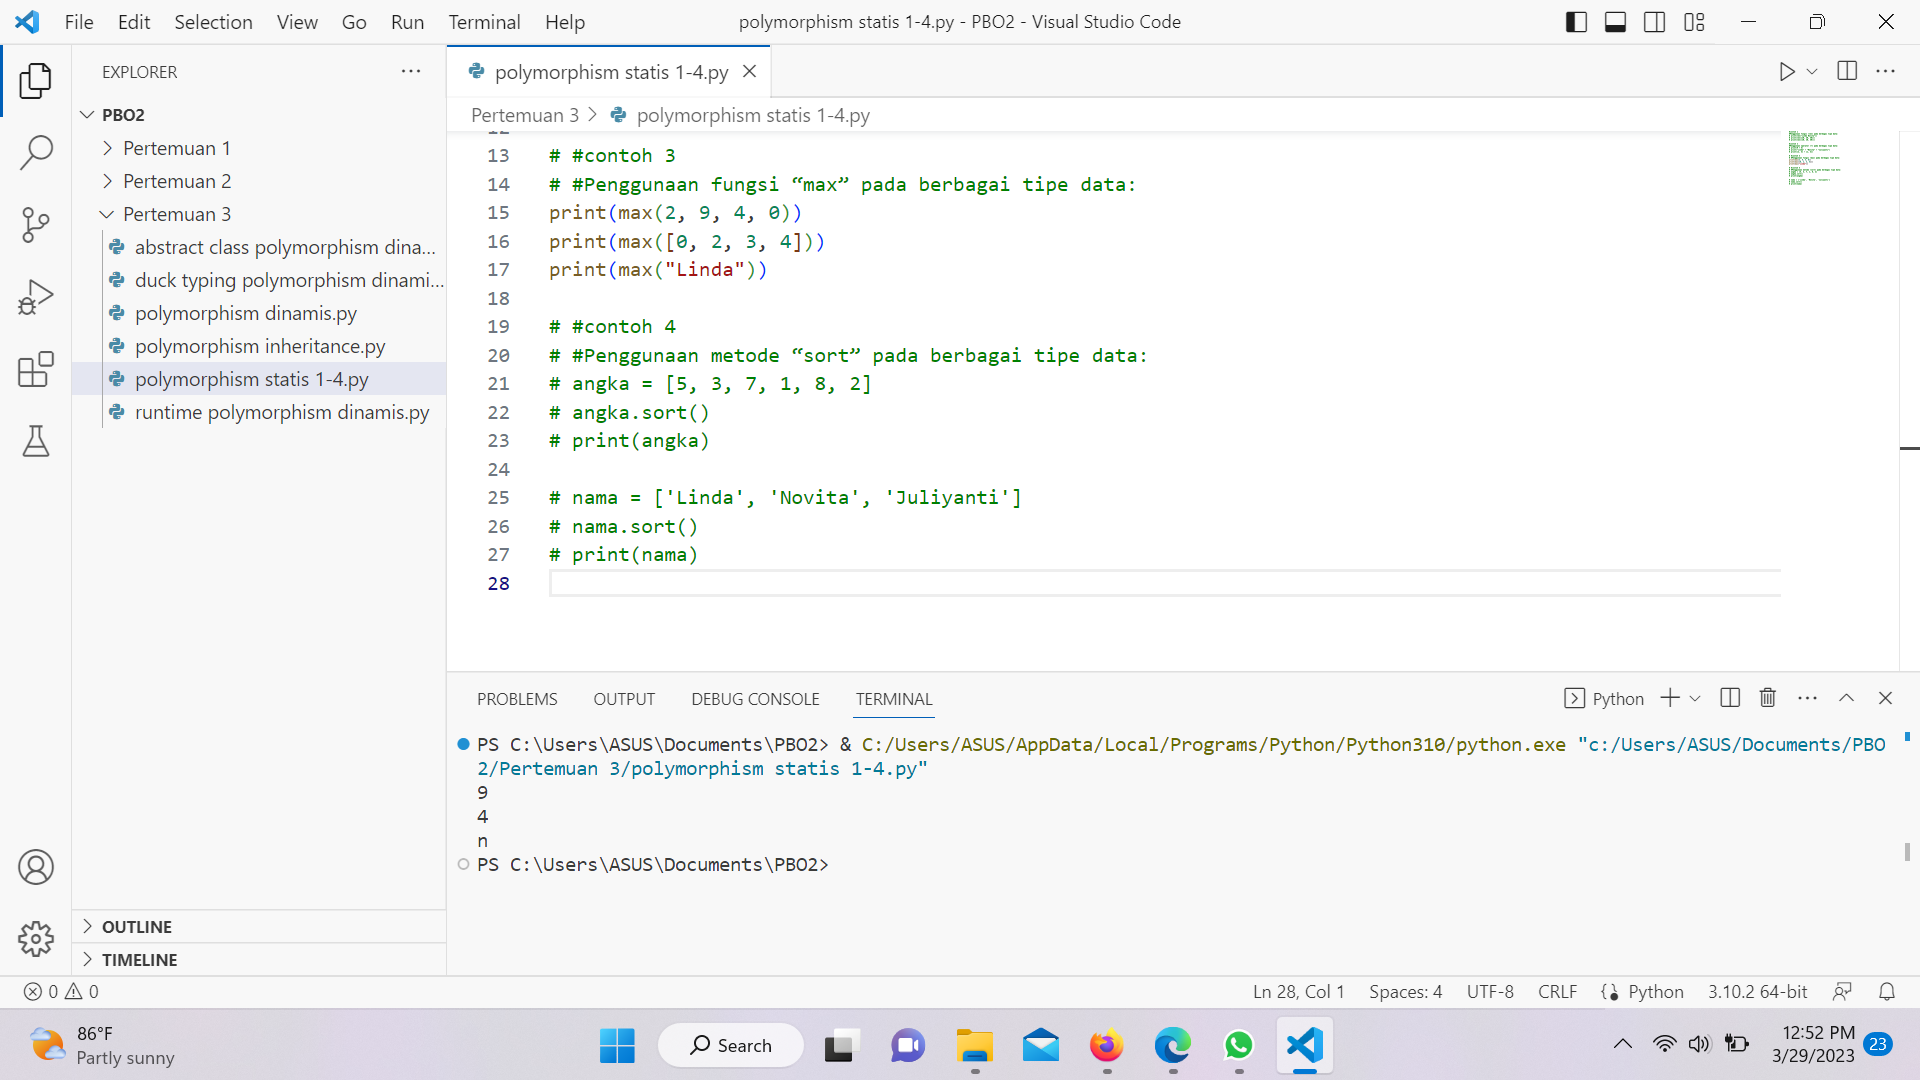 File Edit Selection View Go Run Terminal Help
polymorphism statis 1-4.py - PBO2 - Visual Studio Code
EXPLORER
PBO2
Pertemuan 1
Pertemuan 2
Pertemuan 3
abstract class polymorphism dina...
duck typing polymorphism dinami...
polymorphism dinamis.py
polymorphism inheritance.py
polymorphism statis 1-4.py
runtime polymorphism dinamis.py
OUTLINE
TIMELINE
polymorphism statis 1-4.py
Pertemuan 3 > polymorphism statis 1-4.py
13 # #contoh 3
14 # #Penggunaan fungsi “max” pada berbagai tipe data:
15 print(max(2, 9, 4, 0))
16 print(max([0, 2, 3, 4]))
17 print(max("Linda"))
18
19 # #contoh 4
20 # #Penggunaan metode “sort” pada berbagai tipe data:
21 # angka = [5, 3, 7, 1, 8, 2]
22 # angka.sort()
23 # print(angka)
24
25 # nama = ['Linda', 'Novita', 'Juliyanti']
26 # nama.sort()
27 # print(nama)
28
PROBLEMS OUTPUT DEBUG CONSOLE TERMINAL
Python
PS C:\Users\ASUS\Documents\PBO2> & C:/Users/ASUS/AppData/Local/Programs/Python/Python310/python.exe "c:/Users/ASUS/Documents/PBO
2/Pertemuan 3/polymorphism statis 1-4.py"
9
4
n
PS C:\Users\ASUS\Documents\PBO2>
0 0
Ln 28, Col 1 Spaces: 4 UTF-8 CRLF Python 3.10.2 64-bit
86°F
Partly sunny
Search
12:52 PM
3/29/2023
23